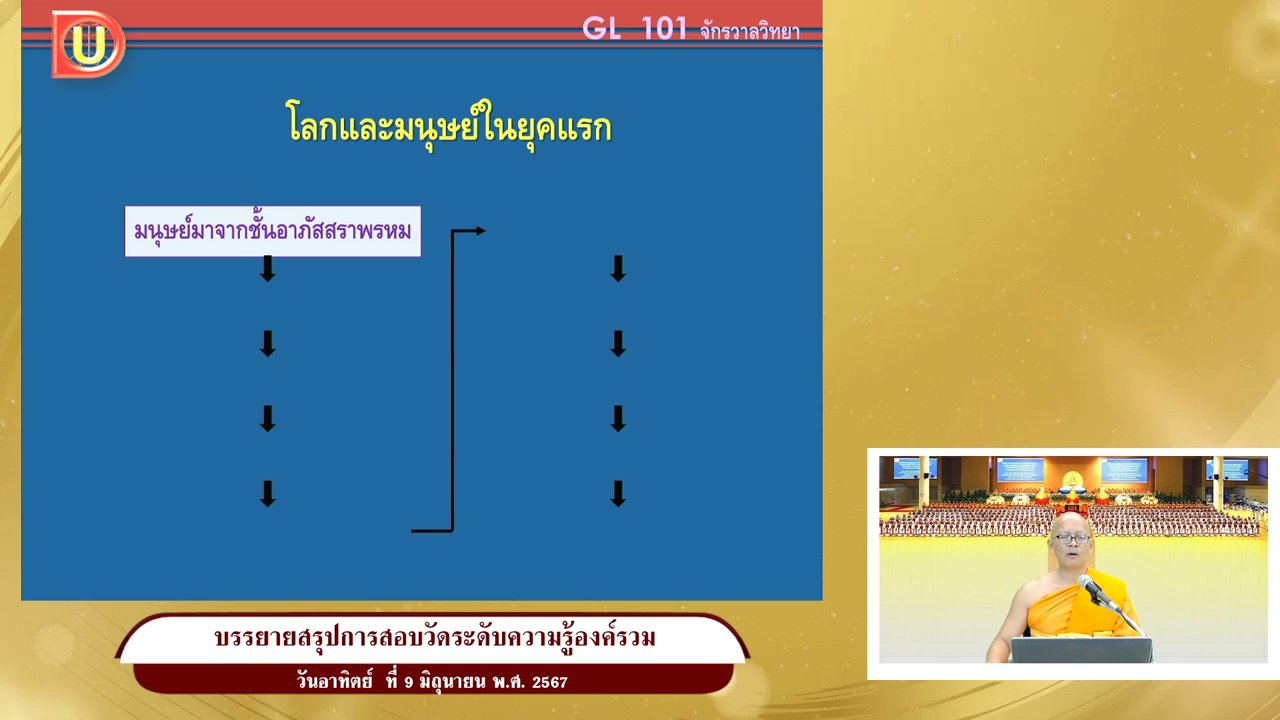 U
GL 101 จักรวาลวิทยา
โลกและมนุษย์ในยุคแรก
มนุษย์มาจากชั้นอาภัสสราพรหม
บรรยายสรุปการสอบวัดระดับความรู้องค์รวม
วันอาทิตย์ ที่ 9 มิถุนายน พ.ศ. 2567